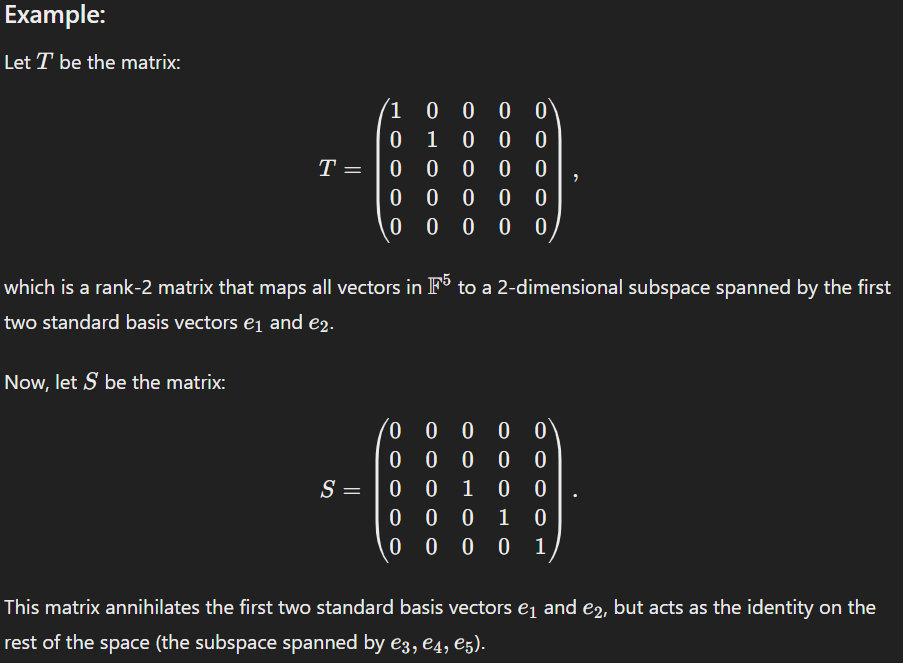 Example:
Let T be the matrix:
T = 
1 0 0 0 0
0 1 0 0 0
0 0 0 0 0
0 0 0 0 0
0 0 0 0 0
,
which is a rank-2 matrix that maps all vectors in 𝔽⁵ to a 2-dimensional subspace spanned by the first
two standard basis vectors e₁ and e₂.
Now, let S be the matrix:
S = 
0 0 0 0 0
0 0 0 0 0
0 0 1 0 0
0 0 0 1 0
0 0 0 0 1
.
This matrix annihilates the first two standard basis vectors e₁ and e₂, but acts as the identity on the
rest of the space (the subspace spanned by e₃, e₄, e₅).